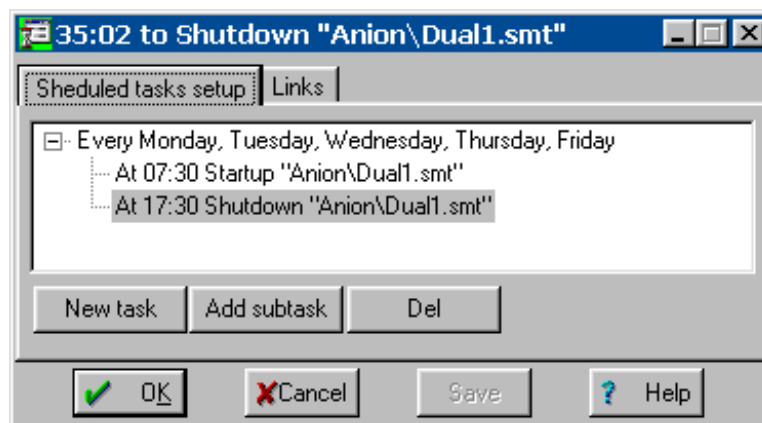 35:02 to Shutdown "Anion\Dual1.smt"
Sheduled tasks setup Links
Every Monday, Tuesday, Wednesday, Thursday, Friday
At 07:30 Startup "Anion\Dual1.smt"
At 17:30 Shutdown "Anion\Dual1.smt"
New task Add subtask Del
OK Cancel Save ? Help